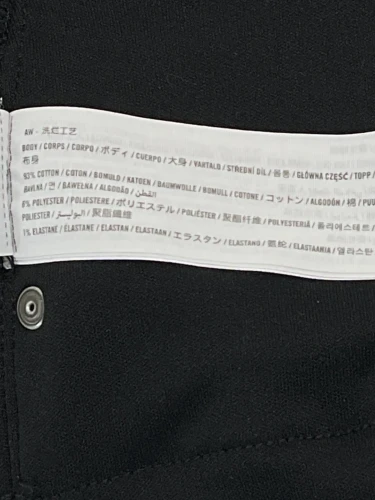 AW - 洗烂工艺
BODY / CORPS / CORPO / ボディ / CUERPO / 大身 / VARTALO / STŘEDNÍ DÍL / 몸통 / GŁÓWNA CZĘŚĆ / TOPP /
布身
93% COTTON / COTON / BOMULD / KATOEN / BAUMWOLLE / BOMULL / COTONE / コットン / ALGODÓN / 棉 / PUU
BAVLNA / 면 / BAWEŁNA / ALGODÃO / القطن /
6% POLYESTER / POLIESTERE / ポリエステル / POLIÉSTER / 聚酯纤维 / POLYESTERIÄ / 폴리에스테르 /
POLIESTER / البوليستر / 聚酯纖維
1% ELASTANE / ÉLASTANE / ELASTAN / ELASTAAN / エラスタン / ELASTANO / 氨纶 / ELASTAANIA / 엘라스탄